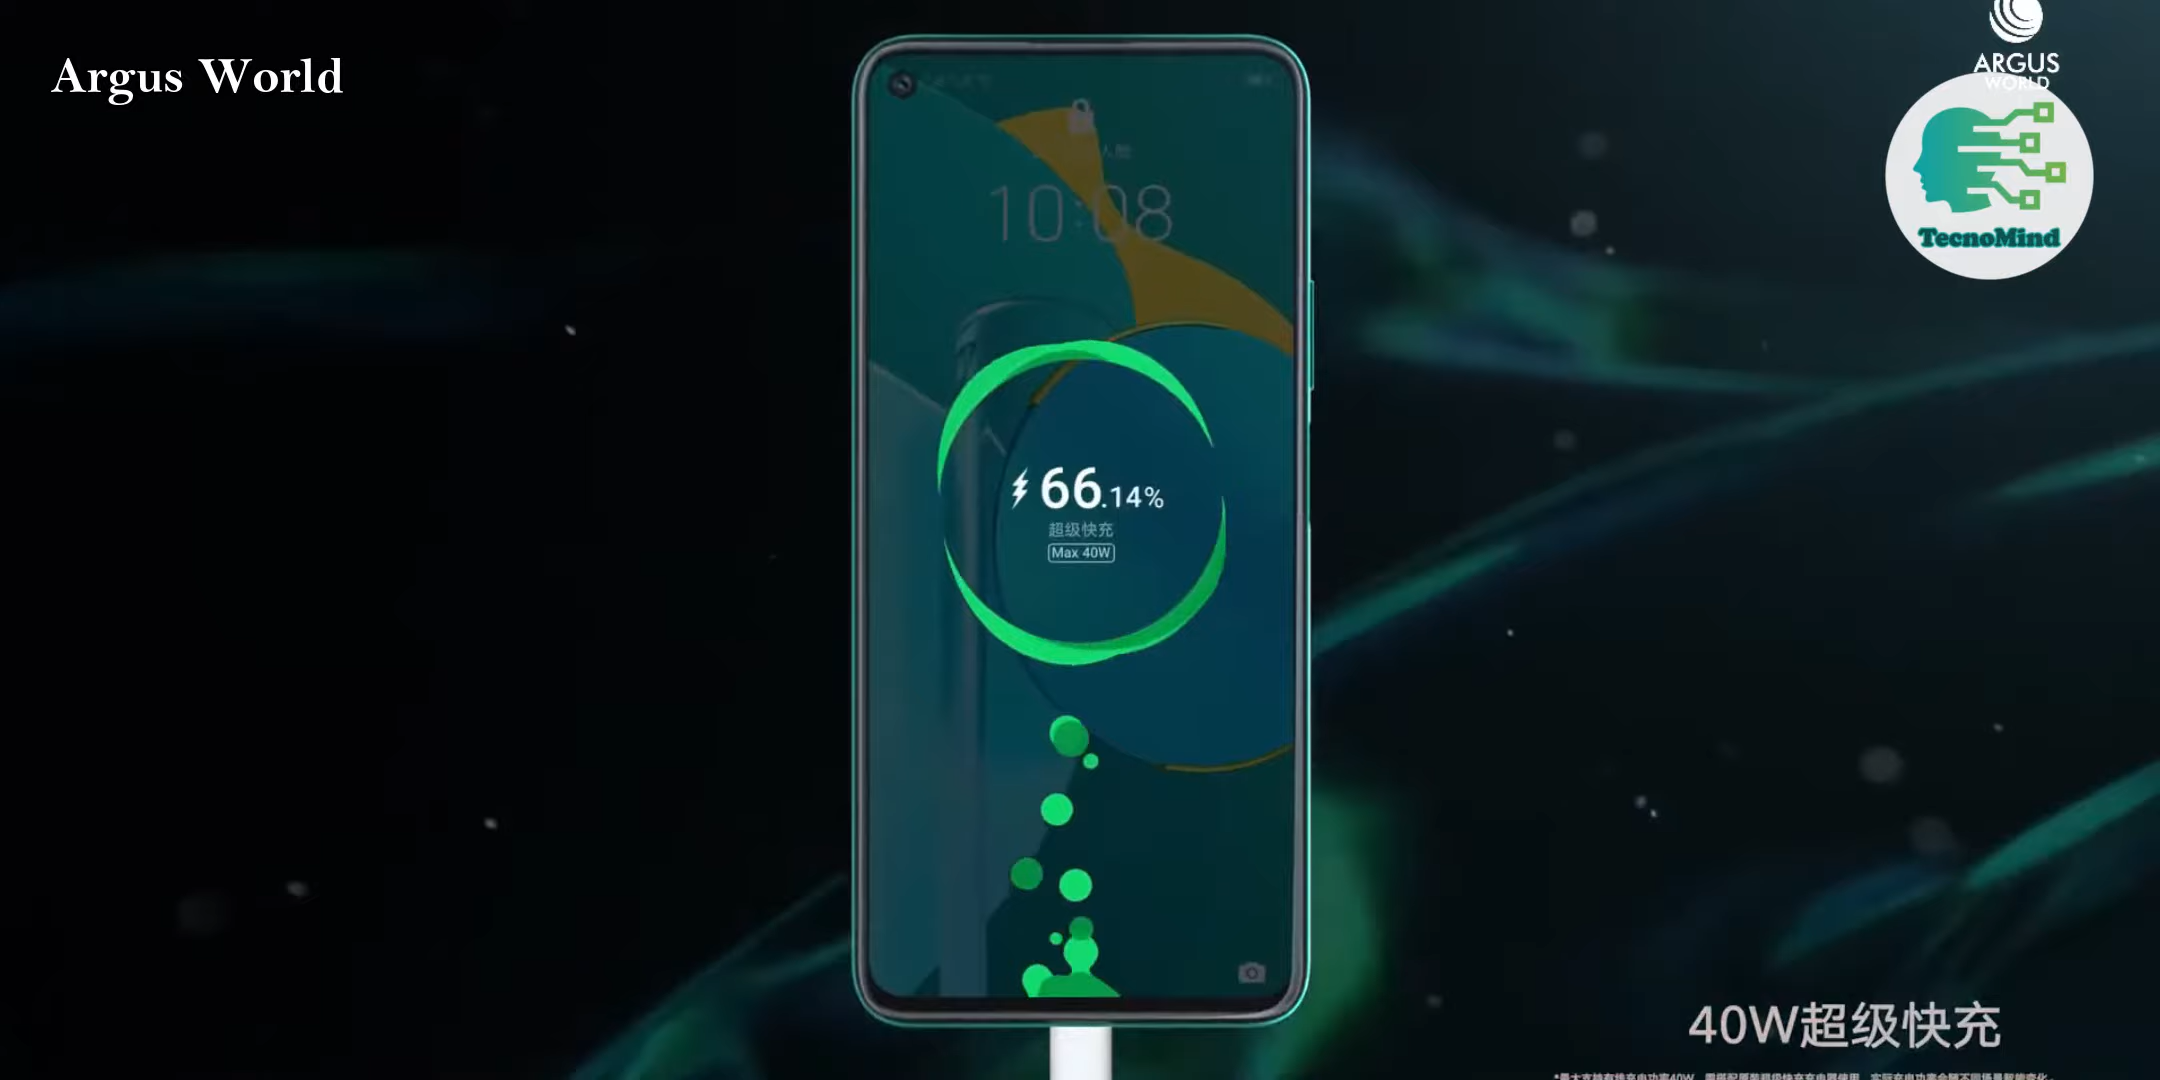 Argus World
ARGUS
WORLD
TecnoMind
10:08
66.14%
超级快充
Max 40W
40W超级快充